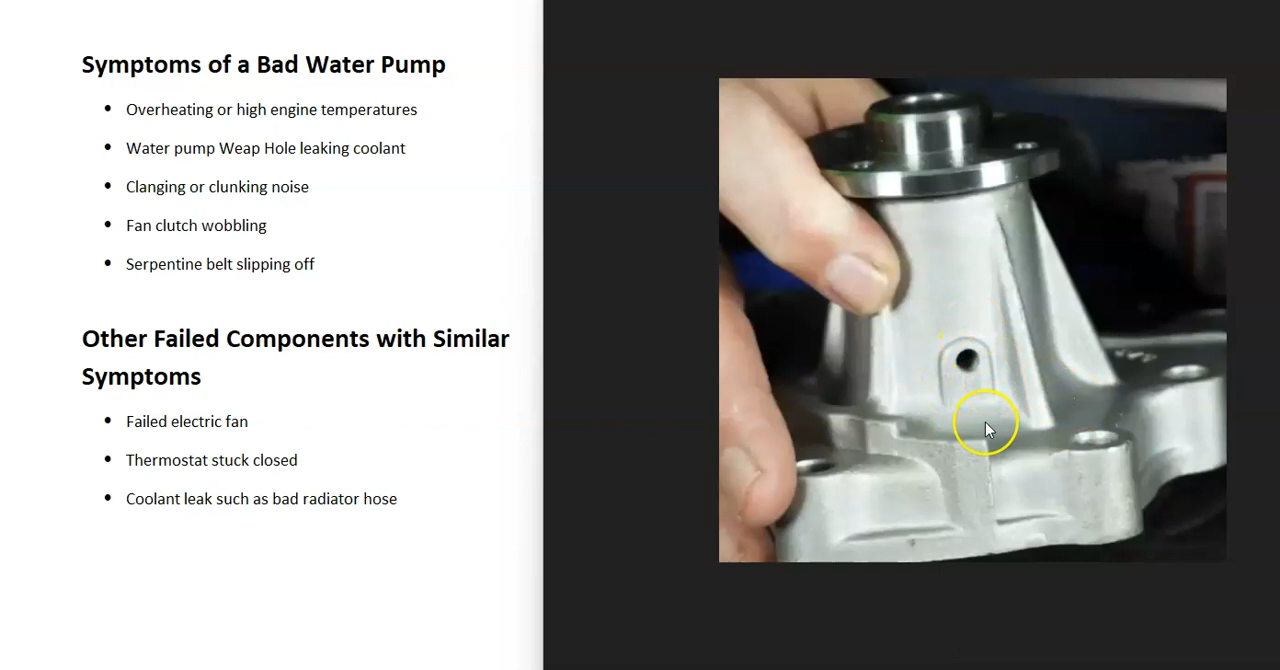 Symptoms of a Bad Water Pump
Overheating or high engine temperatures
Water pump Weap Hole leaking coolant
Clanging or clunking noise
Fan clutch wobbling
Serpentine belt slipping off
Other Failed Components with Similar
Symptoms
Failed electric fan
Thermostat stuck closed
Coolant leak such as bad radiator hose